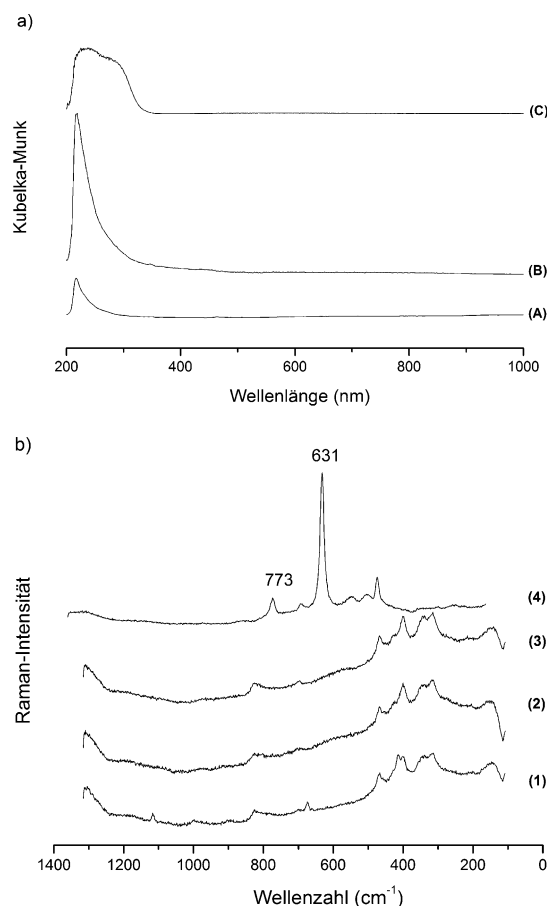 a)
Kubelka-Munk
(C)
(B)
(A)
200 400 600 800 1000
Wellenlänge (nm)
b)
631
773
Raman-Intensität
(4)
(3)
(2)
(1)
1400 1200 1000 800 600 400 200 0
Wellenzahl (cm⁻¹)